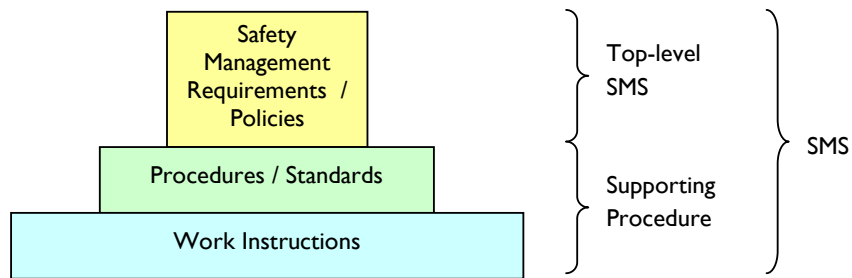 Safety
Management
Requirements /
Policies
Procedures / Standards
Work Instructions
Top-level
SMS
Supporting
Procedure
SMS